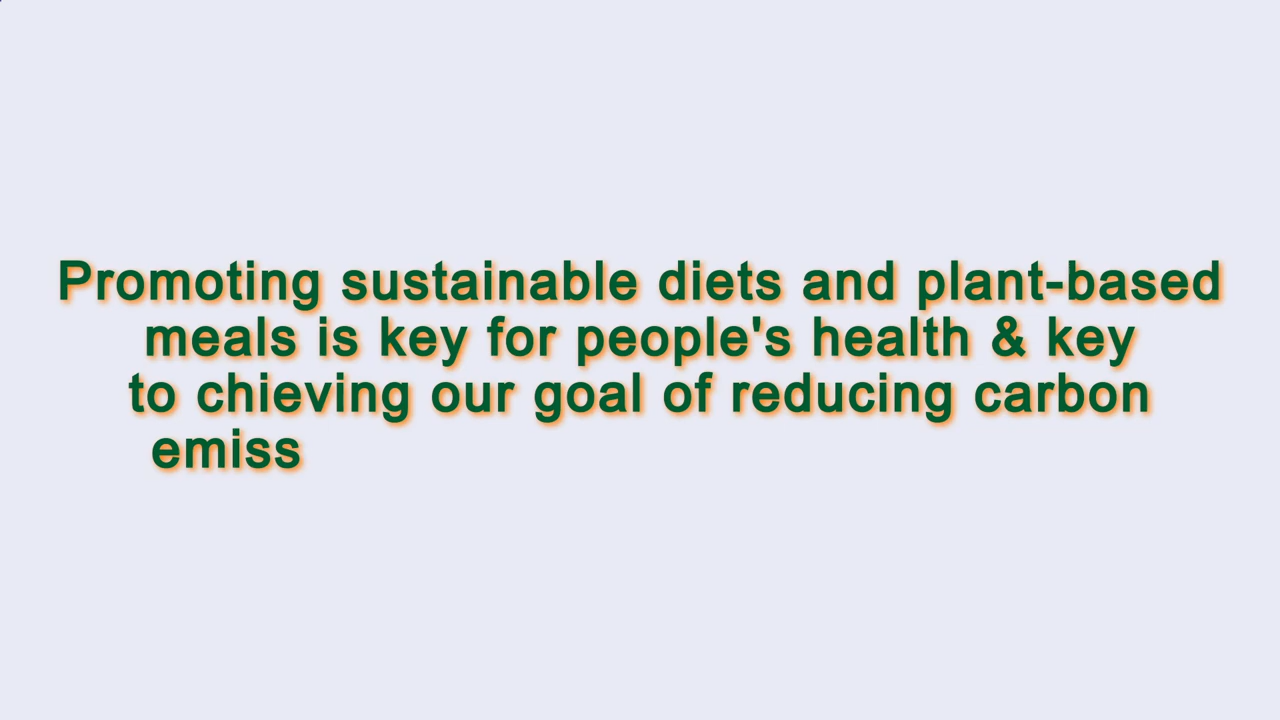 Promoting sustainable diets and plant-based
meals is key for people's health & key
to chieving our goal of reducing carbon
emiss